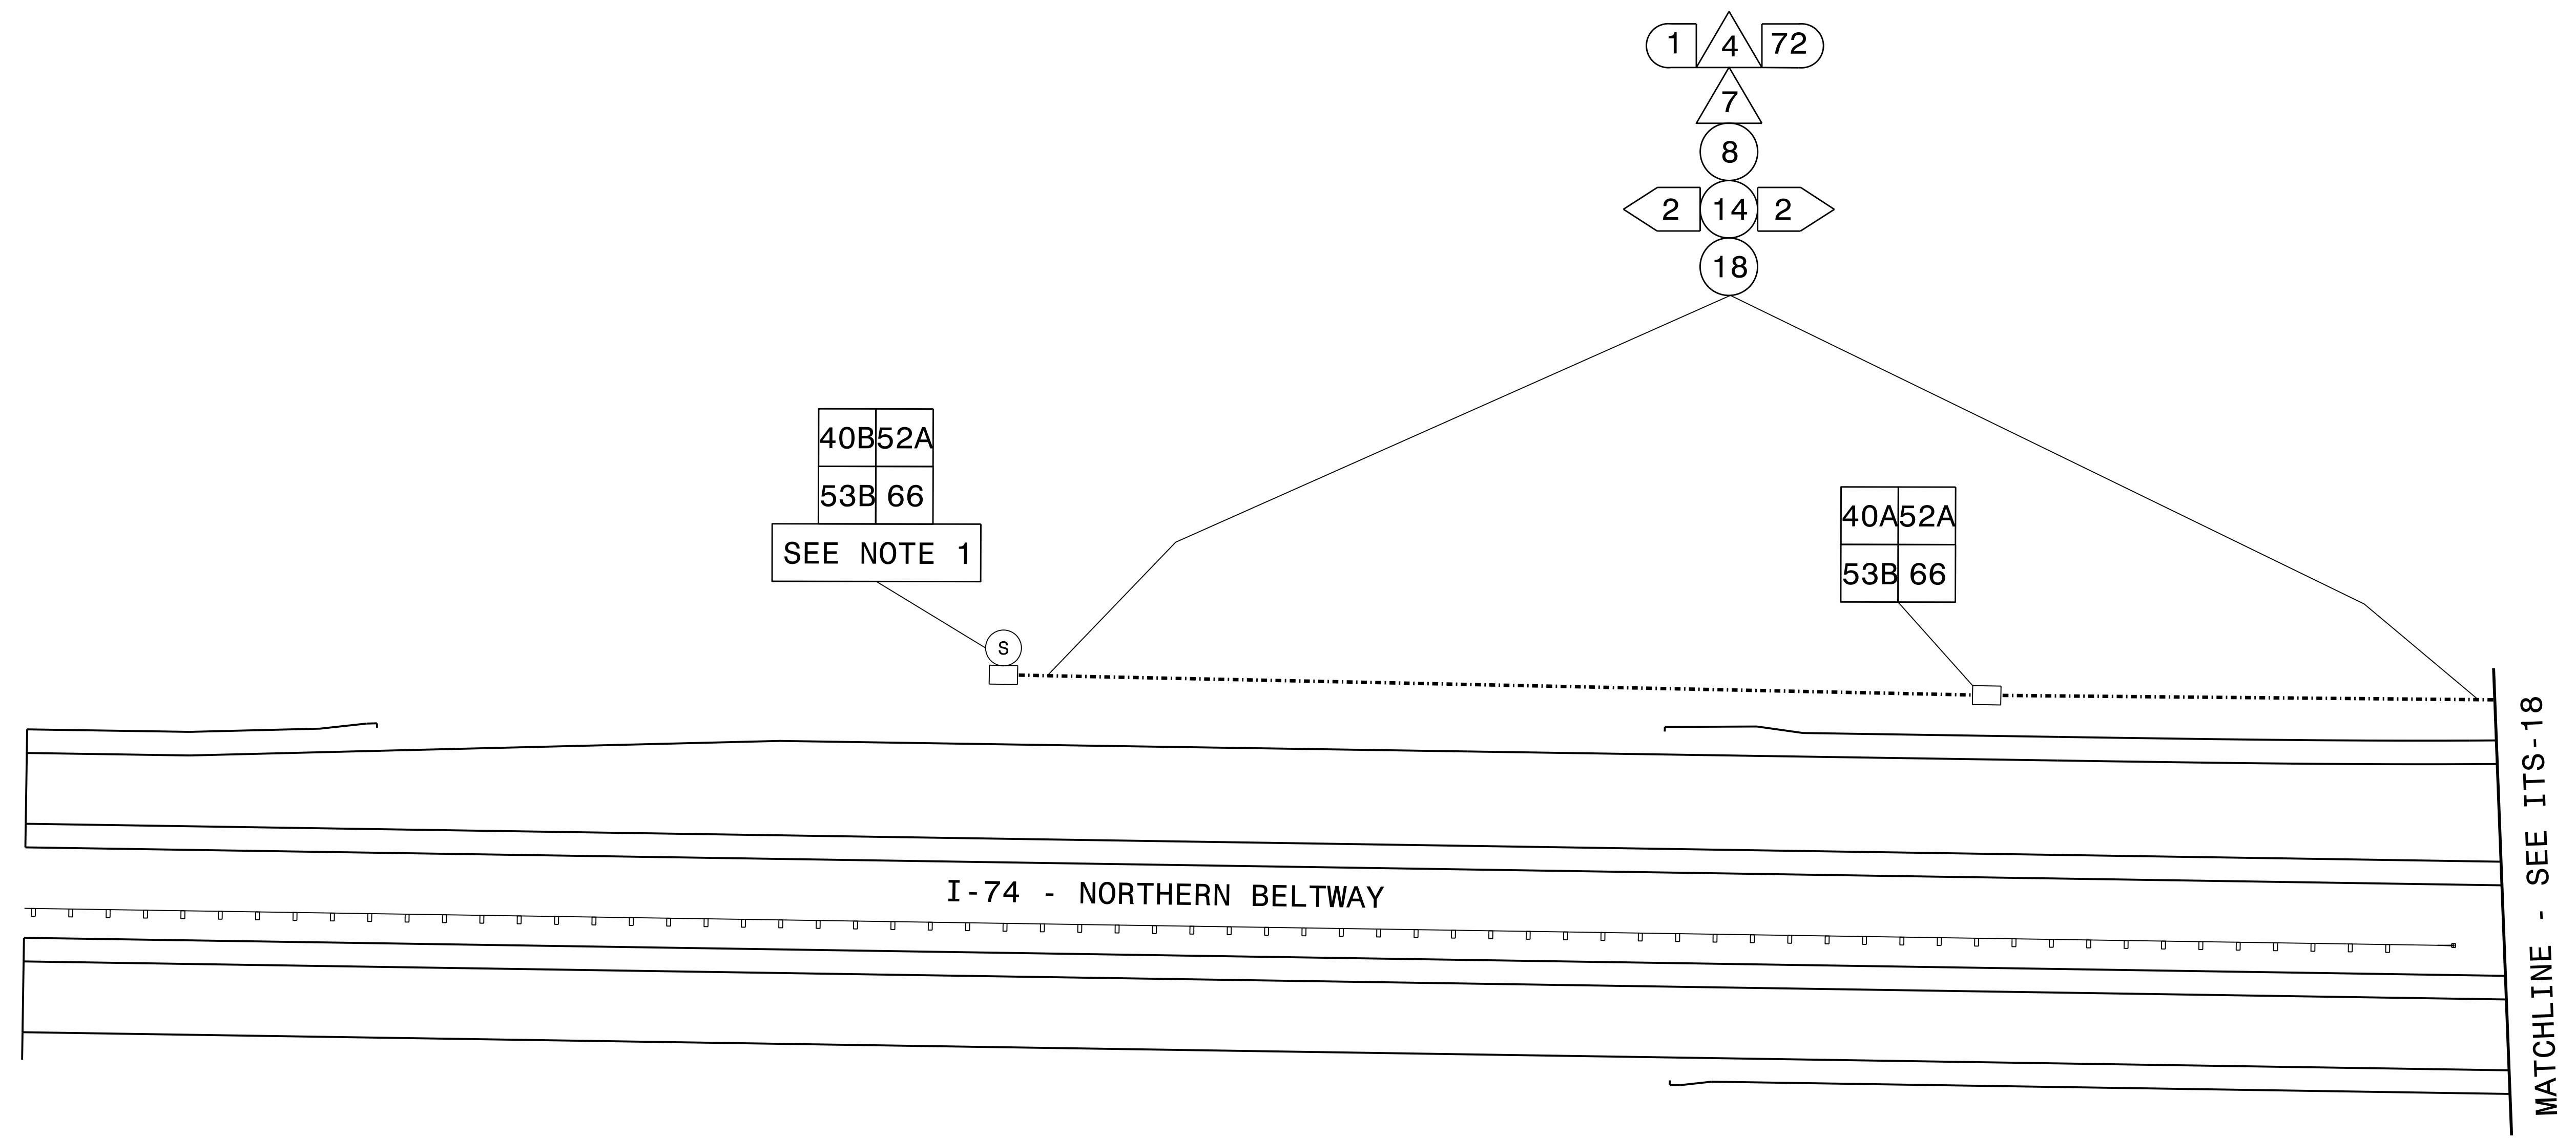 1 4 72
7
8
2 14 2
18
40B 52A
53B 66
SEE NOTE 1
S
40A 52A
53B 66
I-74 - NORTHERN BELTWAY
MATCHLINE - SEE ITS-18